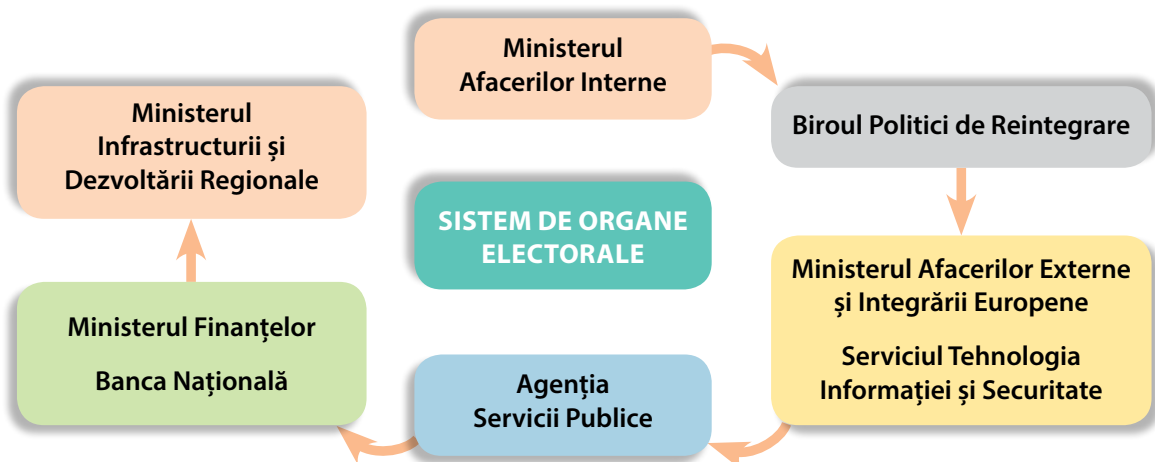 Ministerul
Afacerilor Interne
Biroul Politici de Reintegrare
Ministerul Afacerilor Externe
și Integrării Europene
Serviciul Tehnologia
Informației și Securitate
Agenția
Servicii Publice
Ministerul Finanțelor
Banca Națională
Ministerul
Infrastructurii și
Dezvoltării Regionale
SISTEM DE ORGANE
ELECTORALE